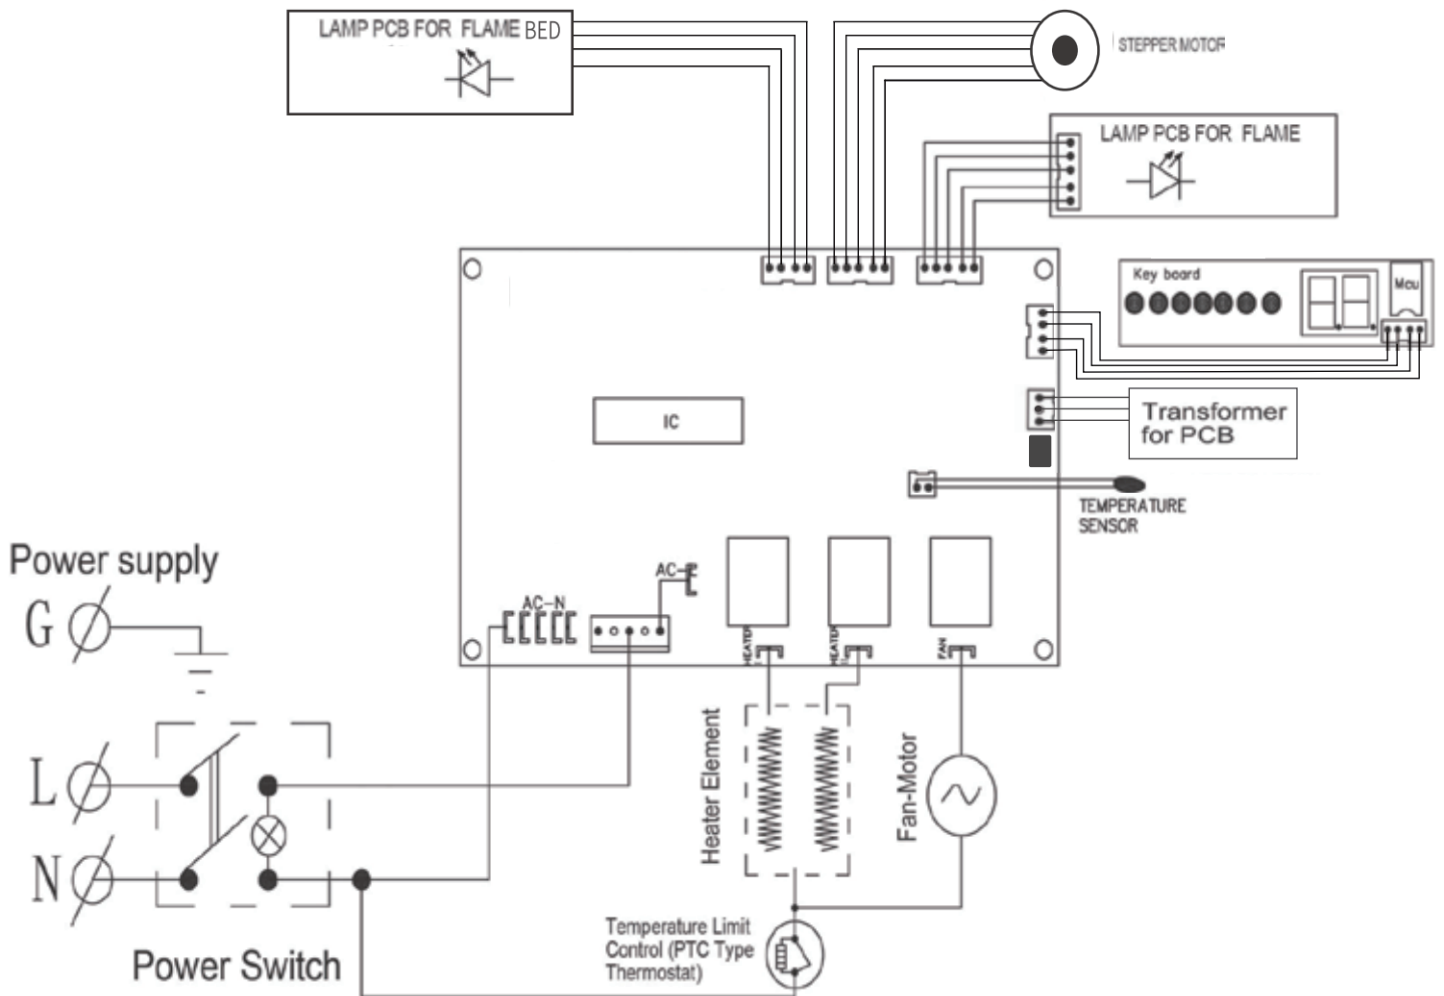 LAMP PCB FOR FLAME BED
STEPPER MOTOR
LAMP PCB FOR FLAME
Key board
Mcu
IC
Transformer
for PCB
TEMPERATURE
SENSOR
Power supply
G
AC-N
AC-
HEATER
HEATER
FAN
L
N
Heater Element
Fan-Motor
Temperature Limit
Control (PTC Type
Thermostat)
Power Switch